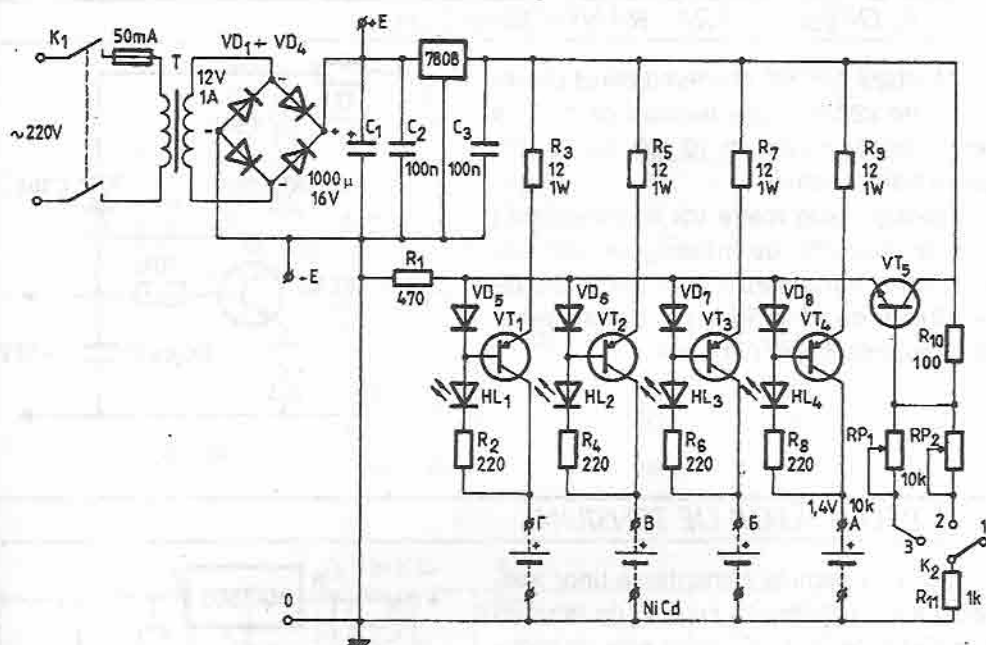 K1
50mA
T
VD1 ÷ VD4
+E
7808
12V
1A
~220V
- + - -
1000 μ
16V
+
C1
C2
100n
C3
100n
R3
12
1W
R5
12
1W
R7
12
1W
R9
12
1W
-E
R1
470
VD5
VT1
VD6
VT2
VD7
VT3
VD8
VT4
VT5
R10
100
HL1
HL2
HL3
HL4
R2
220
R4
220
R6
220
R8
220
RP1
10k
RP2
10k
1,4V
Г
В
Б
А
+
+
+
+
3
2
1
K2
R11
1k
0
NiCd